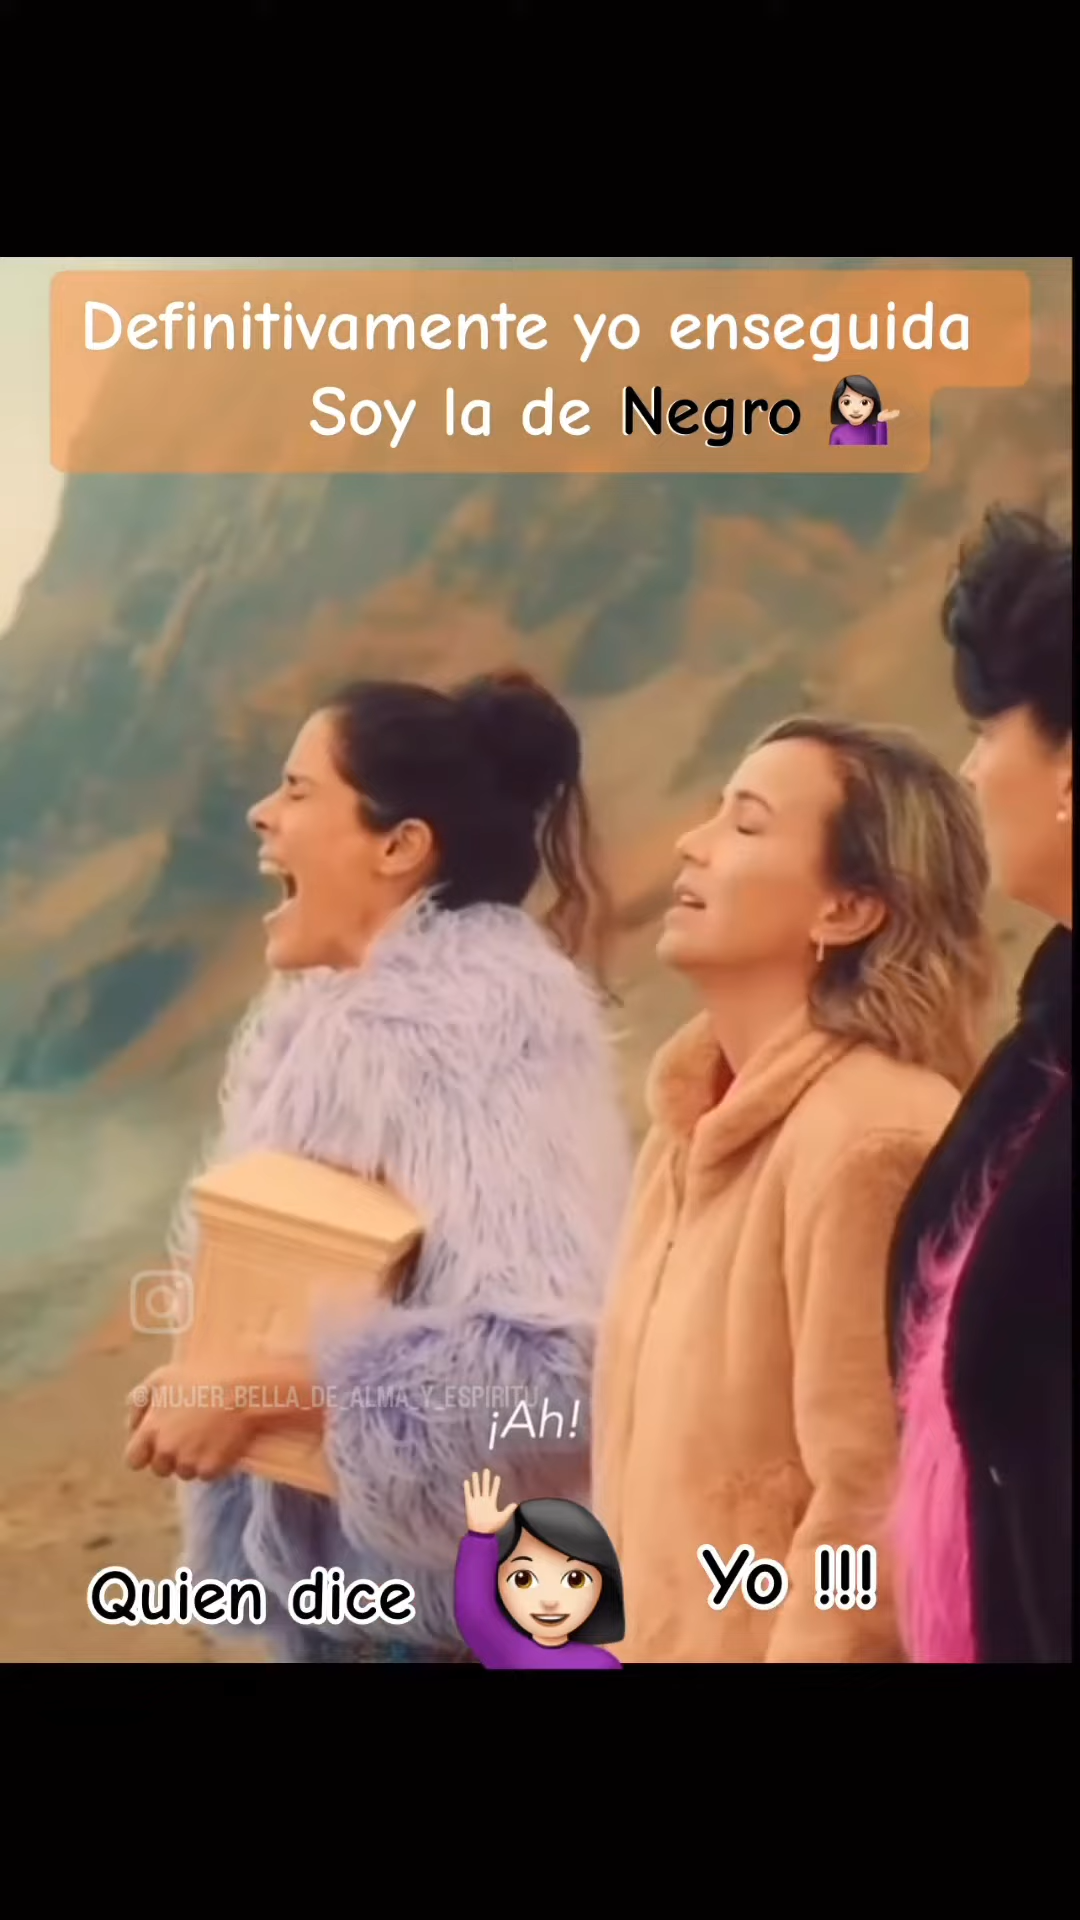 Definitivamente yo enseguida
Soy la de Negro
@MUJER_BELLA_DE_ALMA_Y_ESPIRITU
¡Ah!
Quien dice Yo !!!